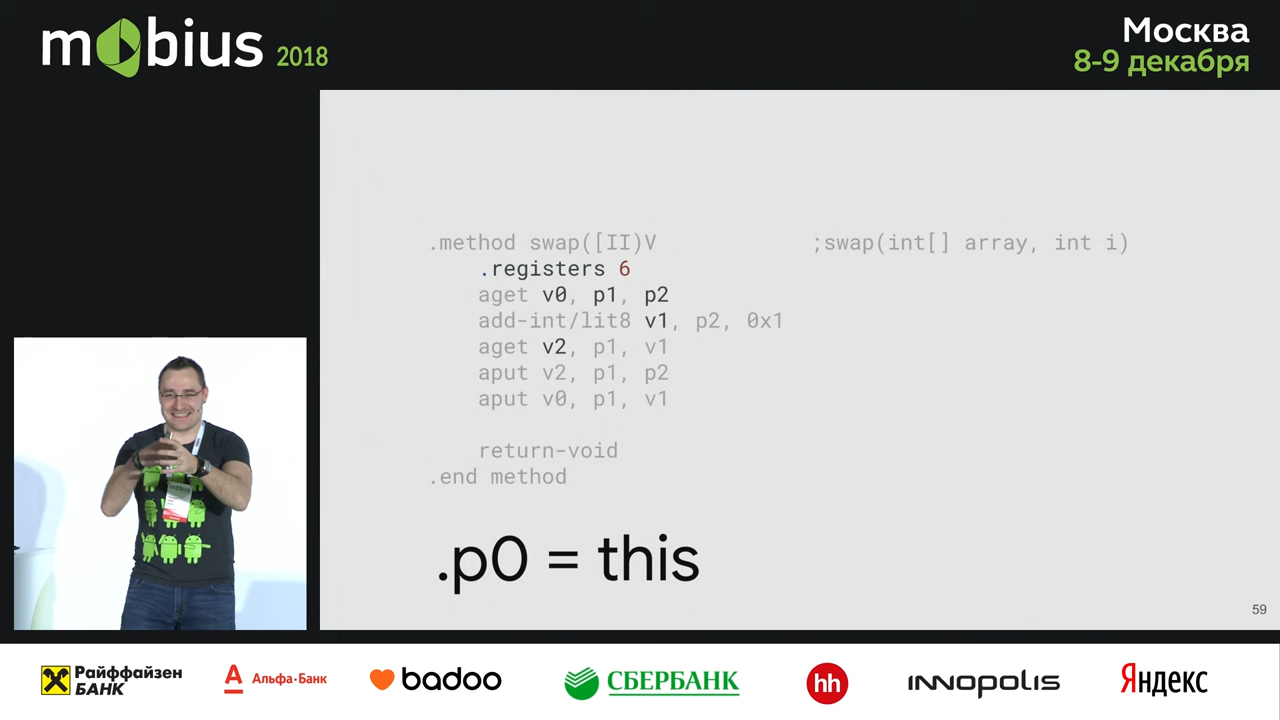 mobius 2018
Москва
8-9 декабря
.method swap([II)V ;swap(int[] array, int i)
.registers 6
aget v0, p1, p2
add-int/lit8 v1, p2, 0x1
aget v2, p1, v1
aput v2, p1, p2
aput v0, p1, v1
return-void
.end method
.p0 = this
59
Райффайзен
БАНК
А Альфа·Банк
badoo
СБЕРБАНК
hh
INNOPOLIS
Яндекс